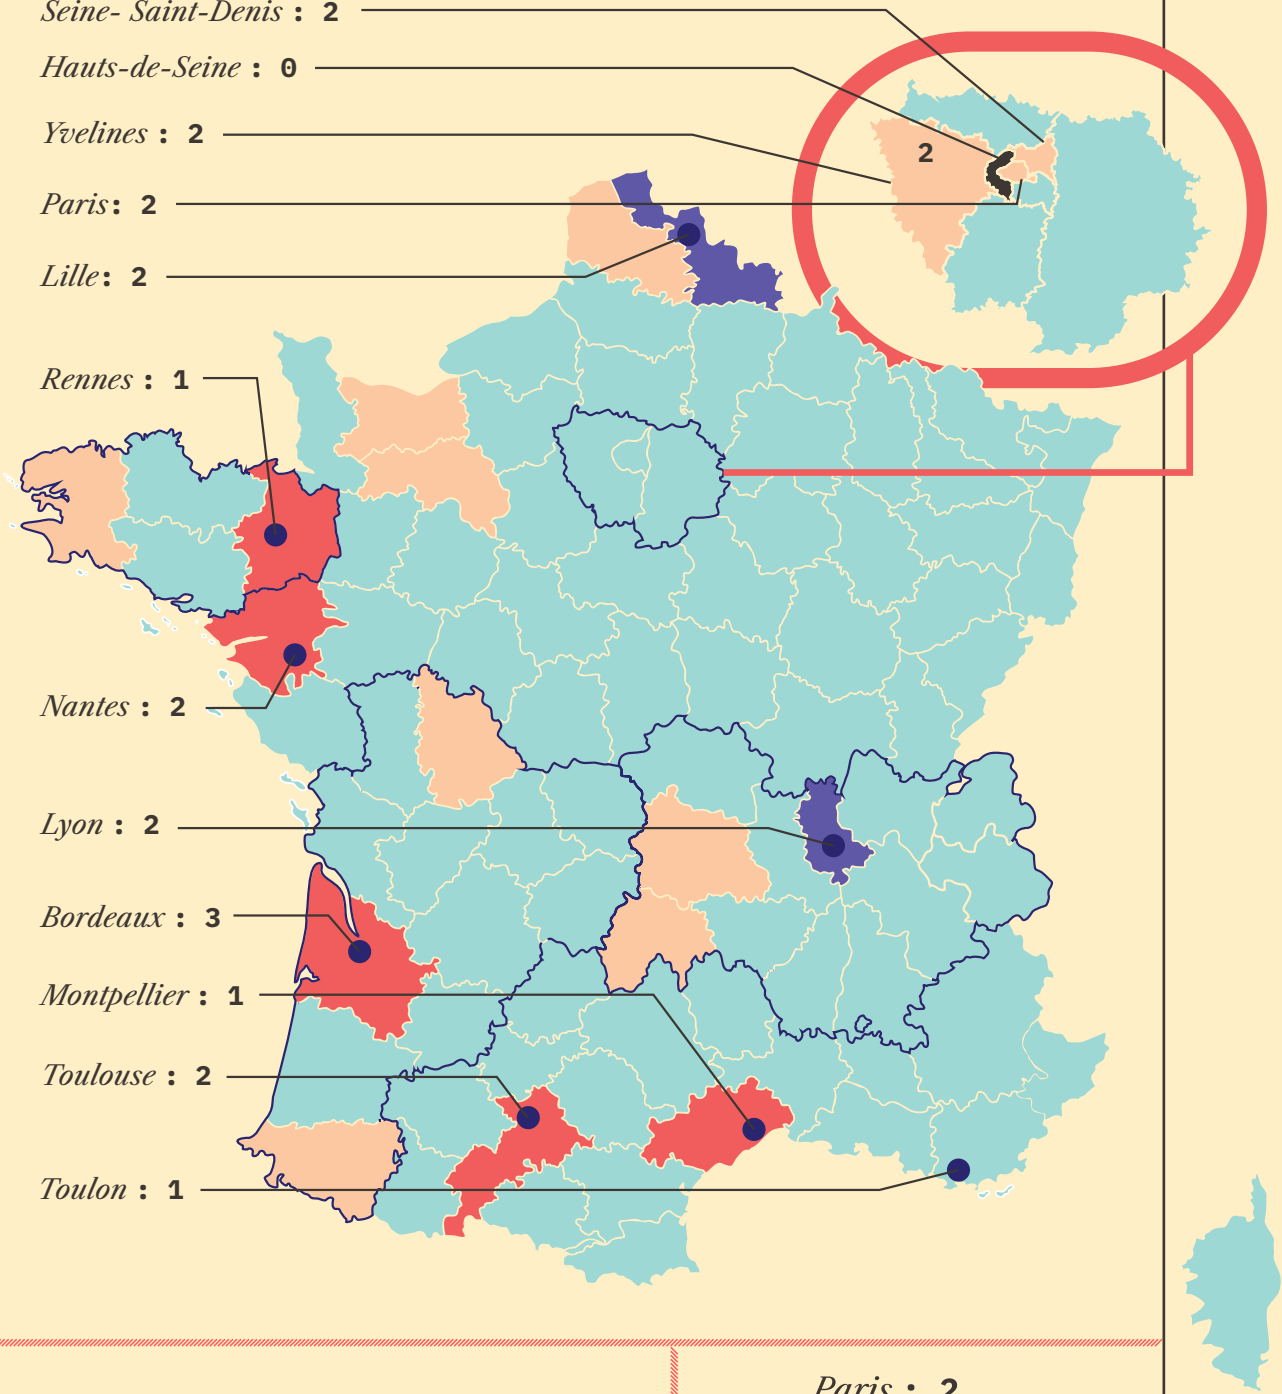 Seine- Saint-Denis : 2
Hauts-de-Seine : 0
Yvelines : 2
2
Paris: 2
Lille: 2
Rennes : 1
Nantes : 2
Lyon : 2
Bordeaux : 3
Montpellier : 1
Toulouse : 2
Toulon : 1
Paris : 2